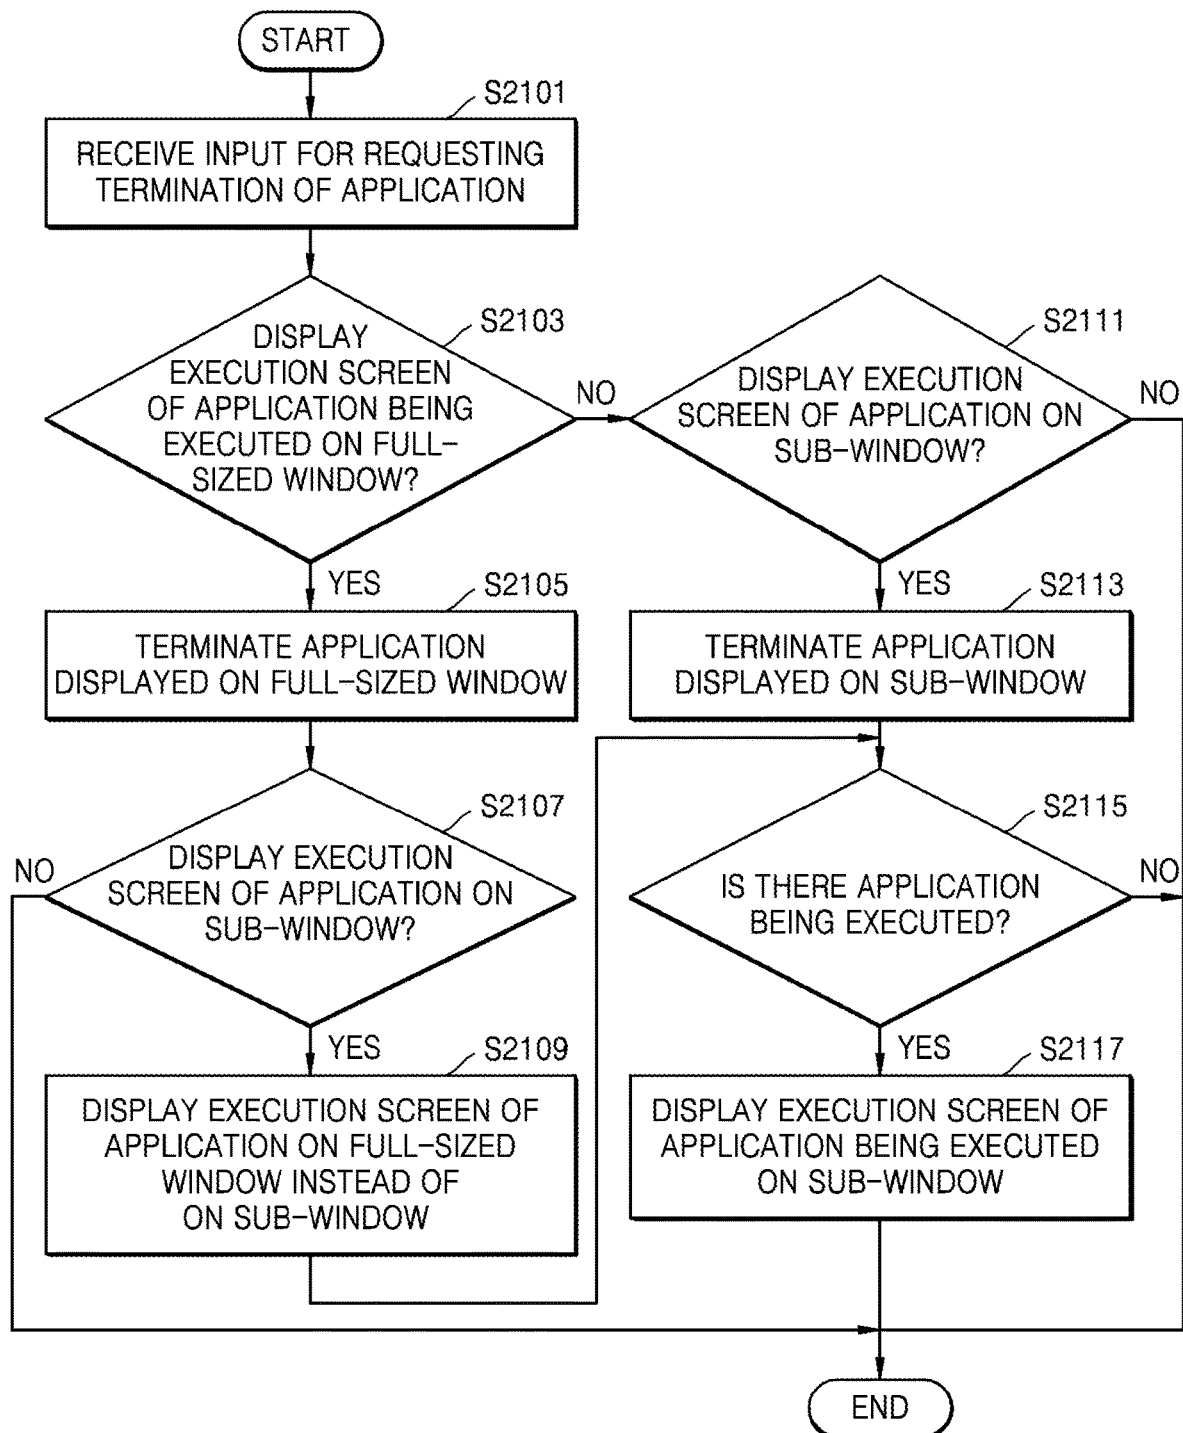 START
S2101
RECEIVE INPUT FOR REQUESTING
TERMINATION OF APPLICATION
S2103
DISPLAY
EXECUTION SCREEN
OF APPLICATION BEING
EXECUTED ON FULL-
SIZED WINDOW?
NO
YES
S2105
TERMINATE APPLICATION
DISPLAYED ON FULL-SIZED WINDOW
S2107
DISPLAY EXECUTION
SCREEN OF APPLICATION ON
SUB-WINDOW?
NO
YES
S2109
DISPLAY EXECUTION SCREEN OF
APPLICATION ON FULL-SIZED
WINDOW INSTEAD OF
ON SUB-WINDOW
S2111
DISPLAY EXECUTION
SCREEN OF APPLICATION ON
SUB-WINDOW?
NO
YES
S2113
TERMINATE APPLICATION
DISPLAYED ON SUB-WINDOW
S2115
IS THERE APPLICATION
BEING EXECUTED?
NO
YES
S2117
DISPLAY EXECUTION SCREEN OF
APPLICATION BEING EXECUTED
ON SUB-WINDOW
END